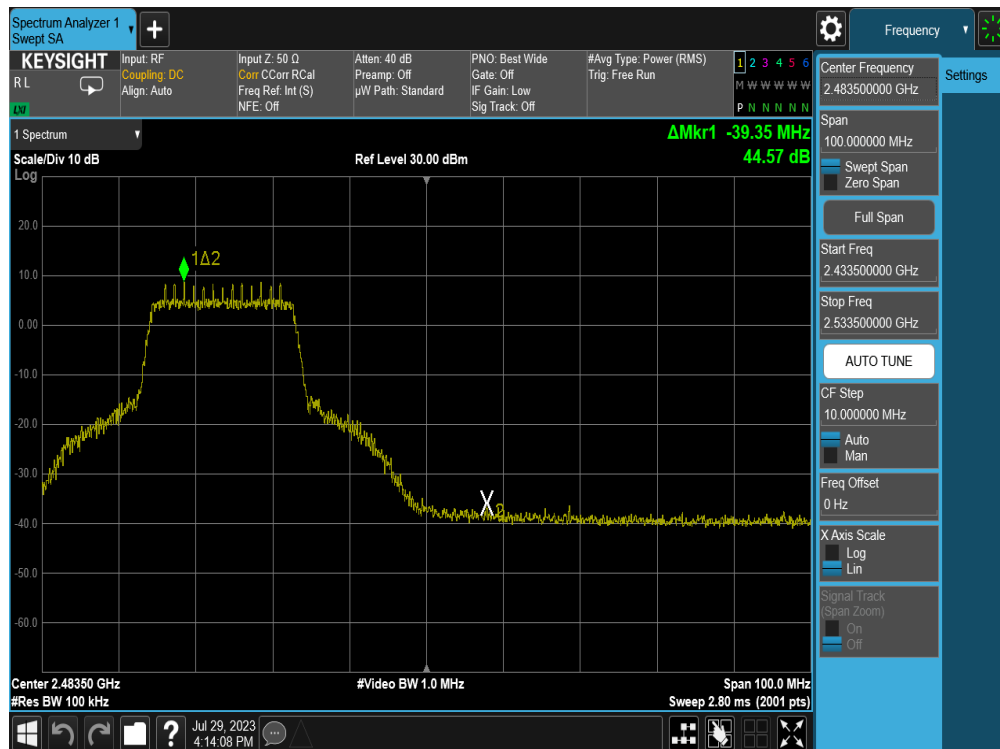 Spectrum Analyzer 1
Swept SA
+
Frequency
KEYSIGHT
R L
LXI
Input: RF
Coupling: DC
Align: Auto
Input Z: 50 Ω
Corr CCorr RCal
Freq Ref: Int (S)
NFE: Off
Atten: 40 dB
Preamp: Off
µW Path: Standard
PNO: Best Wide
Gate: Off
IF Gain: Low
Sig Track: Off
#Avg Type: Power (RMS)
Trig: Free Run
1 2 3 4 5 6
M W W W W W
P N N N N N
1 Spectrum
Scale/Div 10 dB
Ref Level 30.00 dBm
ΔMkr1 -39.35 MHz
44.57 dB
Log
20.0
10.0
0.00
-10.0
-20.0
-30.0
-40.0
-50.0
-60.0
1Δ2
X2
Center 2.48350 GHz
#Video BW 1.0 MHz
Span 100.0 MHz
#Res BW 100 kHz
Sweep 2.80 ms (2001 pts)
Center Frequency
2.483500000 GHz
Settings
Span
100.000000 MHz
Swept Span
Zero Span
Full Span
Start Freq
2.433500000 GHz
Stop Freq
2.533500000 GHz
AUTO TUNE
CF Step
10.000000 MHz
Auto
Man
Freq Offset
0 Hz
X Axis Scale
Log
Lin
Signal Track
(Span Zoom)
On
Off
?
Jul 29, 2023
4:14:08 PM